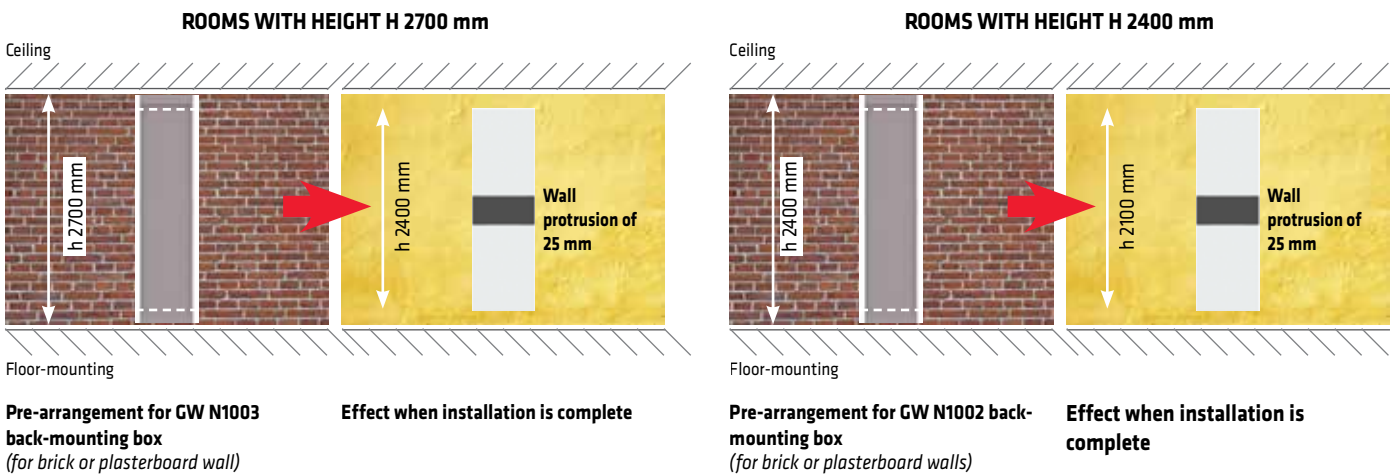 ROOMS WITH HEIGHT H 2700 mm
Ceiling
h 2700 mm
h 2400 mm
Wall
protrusion of
25 mm
Floor-mounting
Pre-arrangement for GW N1003
back-mounting box
(for brick or plasterboard wall)
Effect when installation is complete
ROOMS WITH HEIGHT H 2400 mm
Ceiling
h 2400 mm
h 2100 mm
Wall
protrusion of
25 mm
Floor-mounting
Pre-arrangement for GW N1002 back-
mounting box
(for brick or plasterboard walls)
Effect when installation is
complete